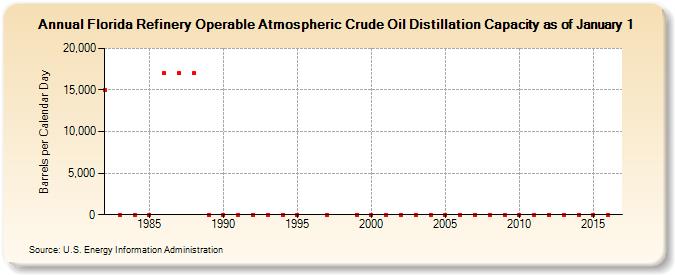 Annual Florida Refinery Operable Atmospheric Crude Oil Distillation Capacity as of January 1
Barrels per Calendar Day
20,000
15,000
10,000
5,000
0
1985 1990 1995 2000 2005 2010 2015
Source: U.S. Energy Information Administration